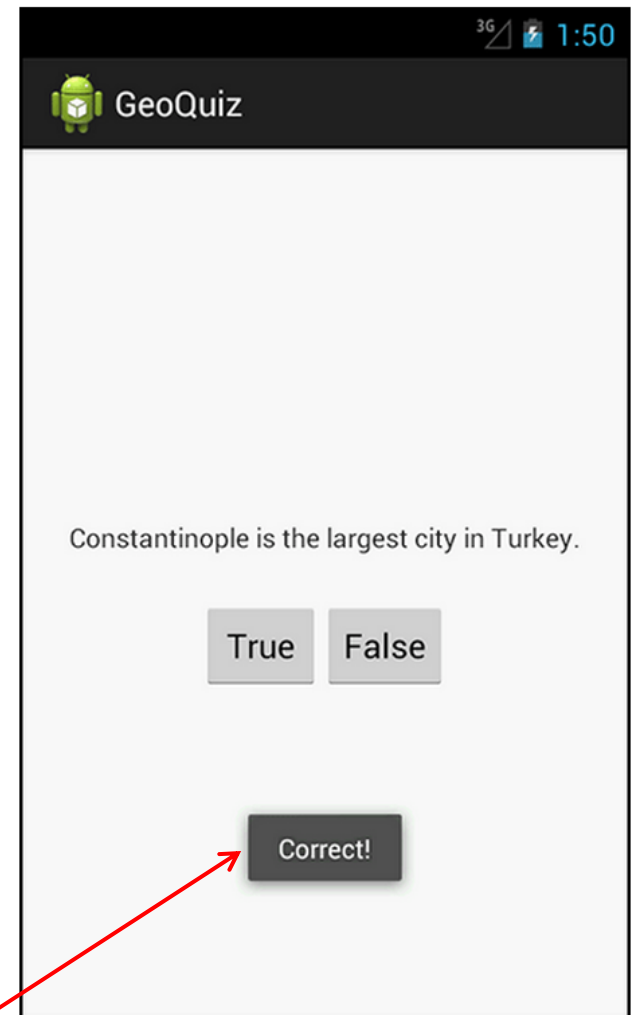 3G 1:50
GeoQuiz
Constantinople is the largest city in Turkey.
True False
Correct!